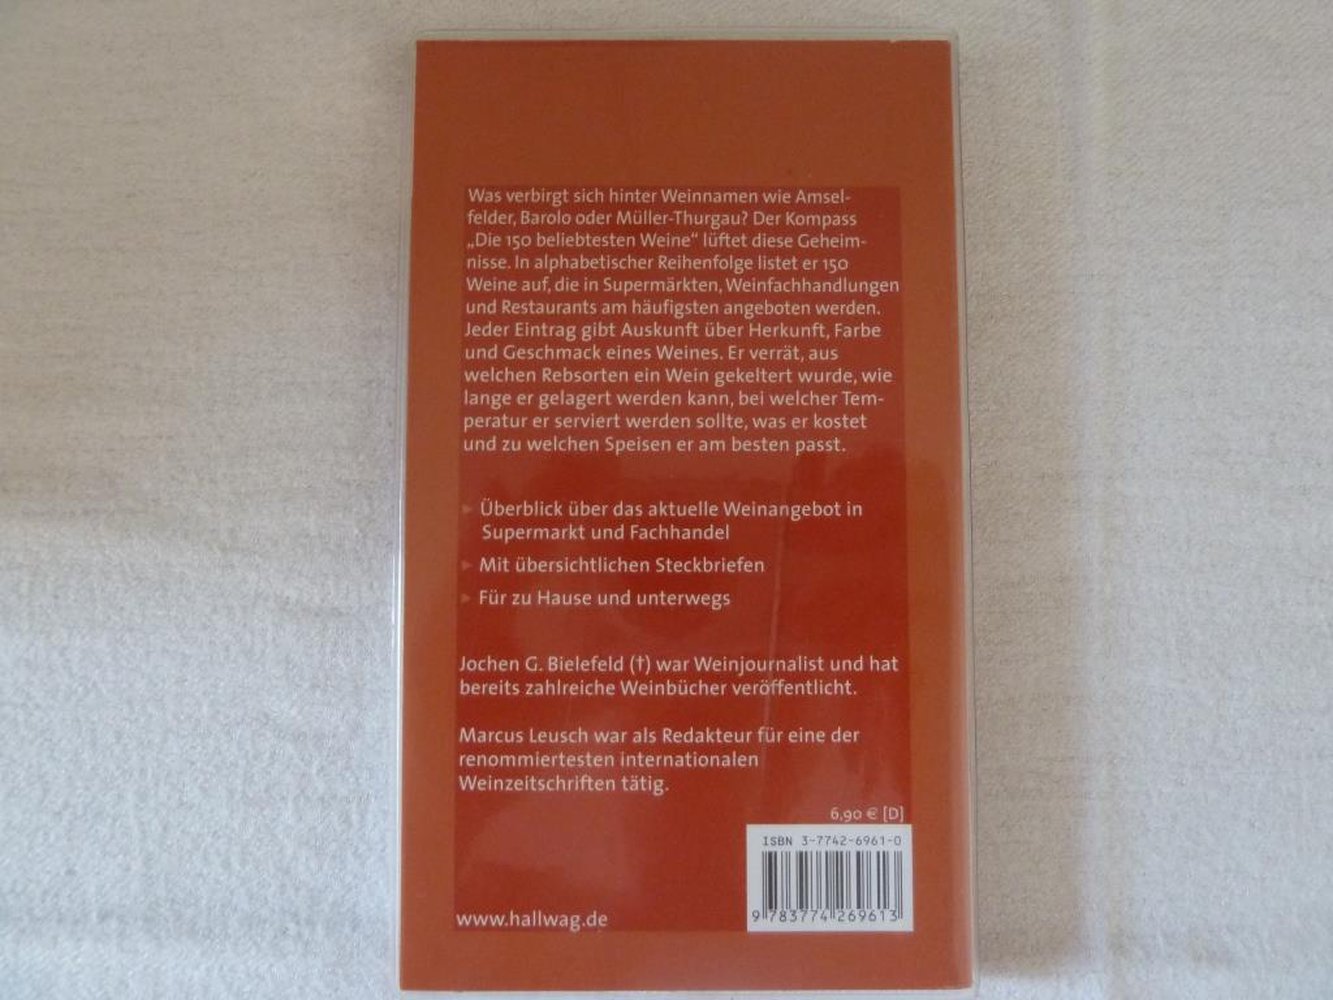 Was verbirgt sich hinter Weinnamen wie Amsel-
felder, Barolo oder Müller-Thurgau? Der Kompass
„Die 150 beliebtesten Weine“ lüftet diese Geheim-
nisse. In alphabetischer Reihenfolge listet er 150
Weine auf, die in Supermärkten, Weinfachhandlungen
und Restaurants am häufigsten angeboten werden.
Jeder Eintrag gibt Auskunft über Herkunft, Farbe
und Geschmack eines Weines. Er verrät, aus
welchen Rebsorten ein Wein gekeltert wurde, wie
lange er gelagert werden kann, bei welcher Tem-
peratur er serviert werden sollte, was er kostet
und zu welchen Speisen er am besten passt.
Überblick über das aktuelle Weinangebot in
Supermarkt und Fachhandel
Mit übersichtlichen Steckbriefen
Für zu Hause und unterwegs
Jochen G. Bielefeld (†) war Weinjournalist und hat
bereits zahlreiche Weinbücher veröffentlicht.
Marcus Leusch war als Redakteur für eine der
renommiertesten internationalen
Weinzeitschriften tätig.
6,90 € [D]
ISBN 3-7742-6961-0
9 783774 269613
www.hallwag.de